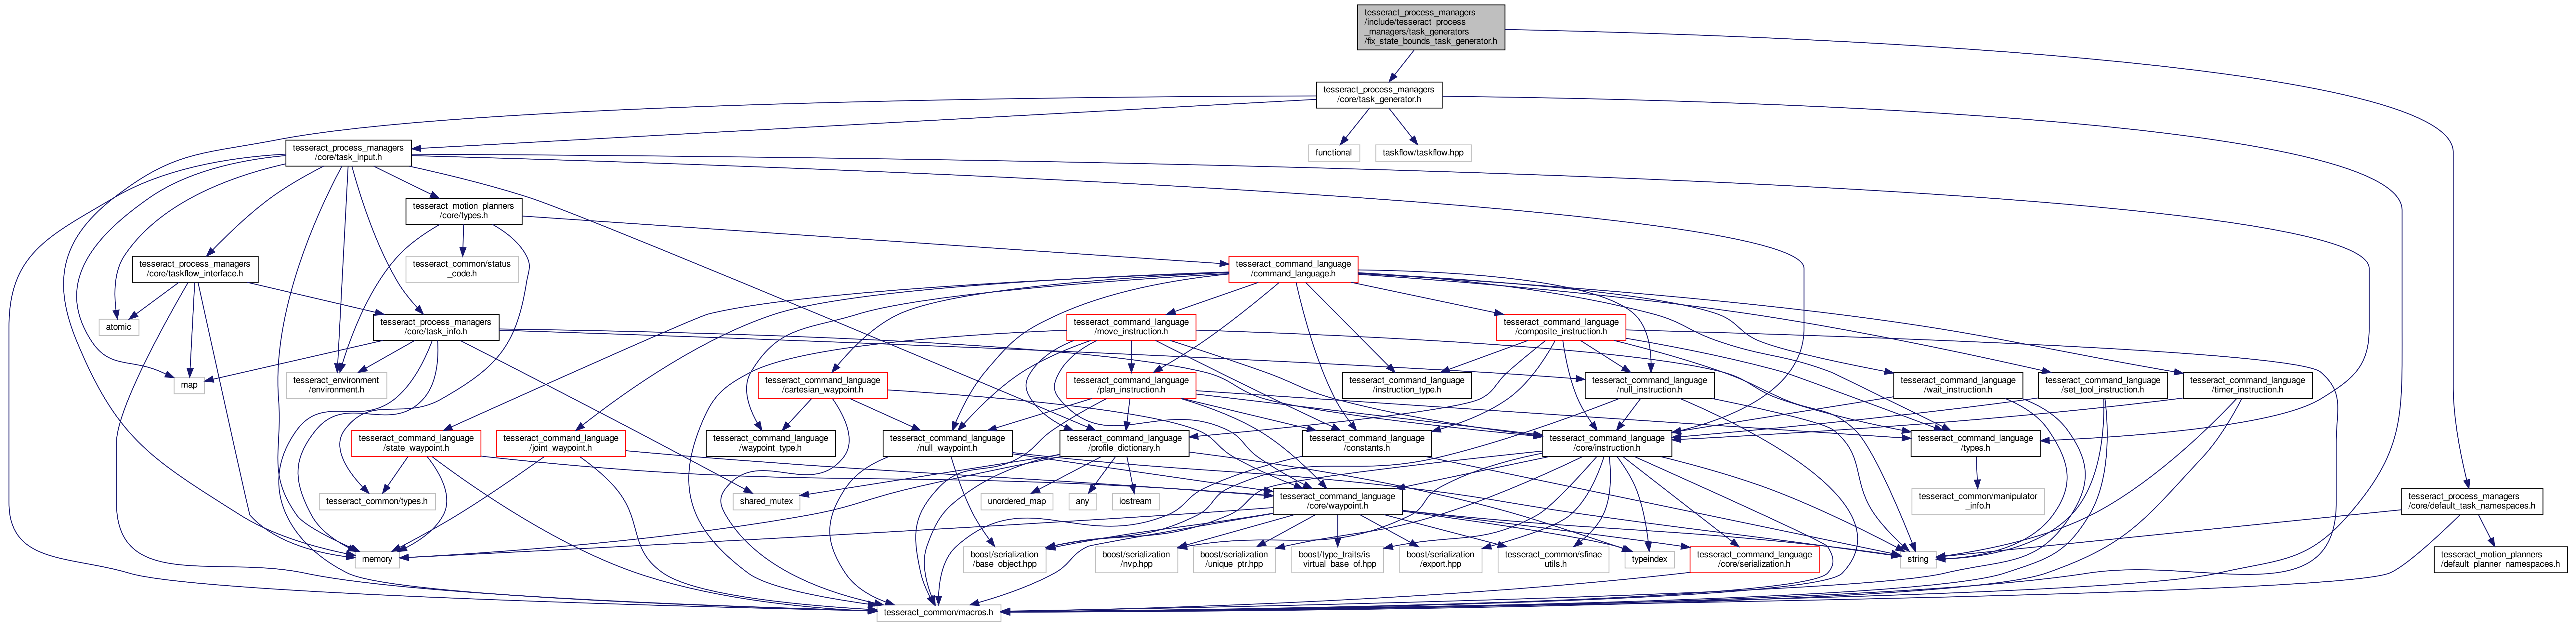 tesseract_process_managers
/include/tesseract_process
_managers/task_generators
/fix_state_bounds_task_generator.h
tesseract_process_managers
/core/task_generator.h
tesseract_process_managers
/core/task_input.h
functional
taskflow/taskflow.hpp
tesseract_motion_planners
/core/types.h
tesseract_process_managers
/core/taskflow_interface.h
tesseract_common/status
_code.h
tesseract_command_language
/command_language.h
atomic
tesseract_process_managers
/core/task_info.h
tesseract_command_language
/move_instruction.h
tesseract_command_language
/composite_instruction.h
map
tesseract_environment
/environment.h
tesseract_command_language
/cartesian_waypoint.h
tesseract_command_language
/plan_instruction.h
tesseract_command_language
/instruction_type.h
tesseract_command_language
/null_instruction.h
tesseract_command_language
/wait_instruction.h
tesseract_command_language
/set_tool_instruction.h
tesseract_command_language
/timer_instruction.h
tesseract_command_language
/state_waypoint.h
tesseract_command_language
/joint_waypoint.h
tesseract_command_language
/waypoint_type.h
tesseract_command_language
/null_waypoint.h
tesseract_command_language
/profile_dictionary.h
tesseract_command_language
/constants.h
tesseract_command_language
/core/instruction.h
tesseract_command_language
/types.h
tesseract_common/types.h
shared_mutex
unordered_map
any
iostream
tesseract_command_language
/core/waypoint.h
tesseract_common/manipulator
_info.h
tesseract_process_managers
/core/default_task_namespaces.h
memory
boost/serialization
/base_object.hpp
boost/serialization
/nvp.hpp
boost/serialization
/unique_ptr.hpp
boost/type_traits/is
_virtual_base_of.hpp
boost/serialization
/export.hpp
tesseract_common/sfinae
_utils.h
typeindex
tesseract_command_language
/core/serialization.h
string
tesseract_motion_planners
/default_planner_namespaces.h
tesseract_common/macros.h